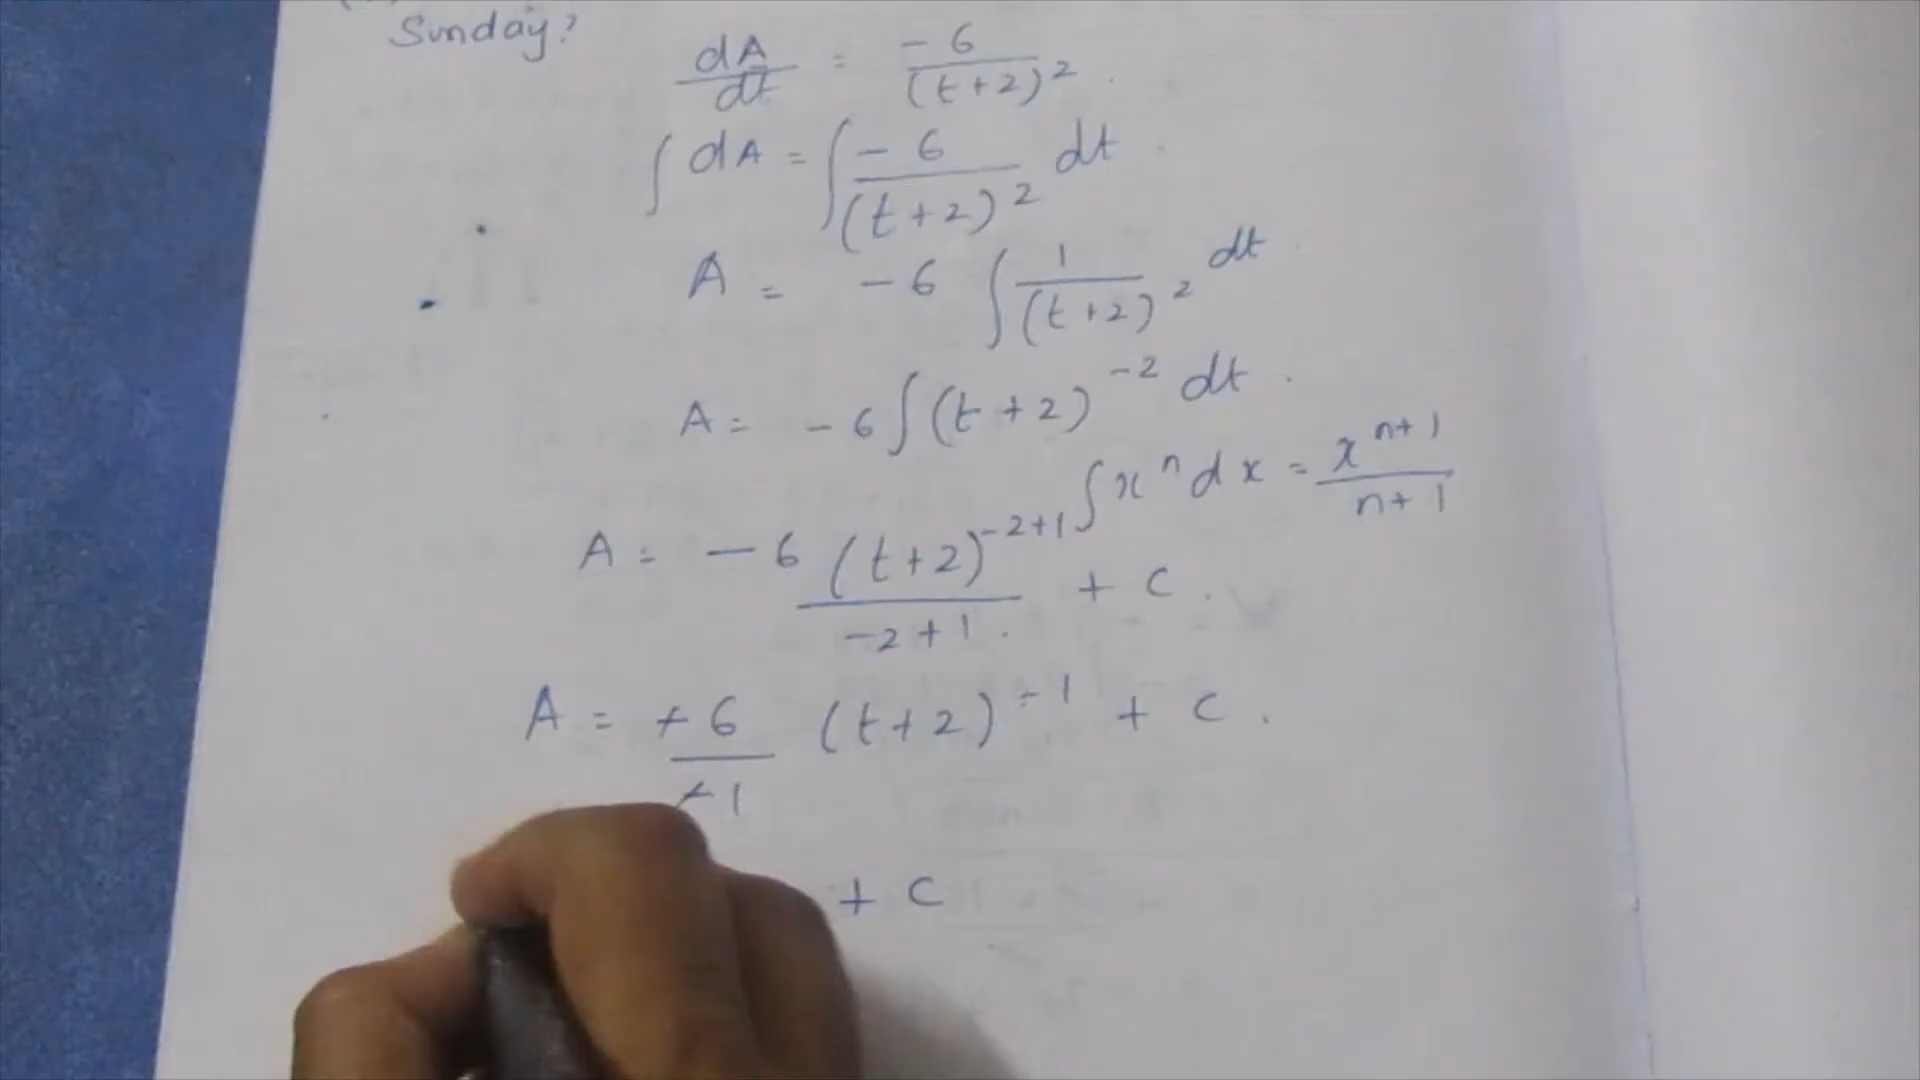 Sunday?
dA/dt = -6/(t+2)²
∫ dA = ∫ -6/(t+2)² dt
A = -6 ∫ 1/(t+2)² dt
A = -6 ∫ (t+2)⁻² dt
∫ xⁿ dx = xⁿ⁺¹/n+1
A = -6 (t+2)⁻²⁺¹/-2+1 + C
A = -6/-1 (t+2)⁻¹ + C
+ C